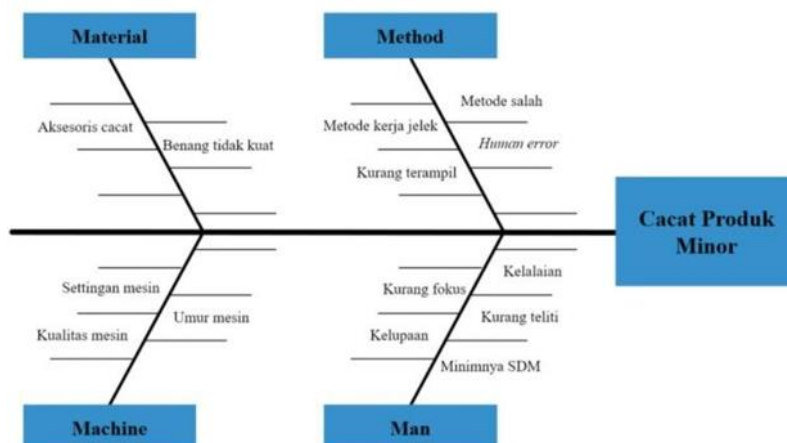 Material
Method
Metode salah
Aksesoris cacat
Metode kerja jelek
Benang tidak kuat
Human error
Kurang terampil
Cacat Produk
Minor
Kelalaian
Settingan mesin
Kurang fokus
Umur mesin
Kurang teliti
Kualitas mesin
Kelupaan
Minimnya SDM
Machine
Man